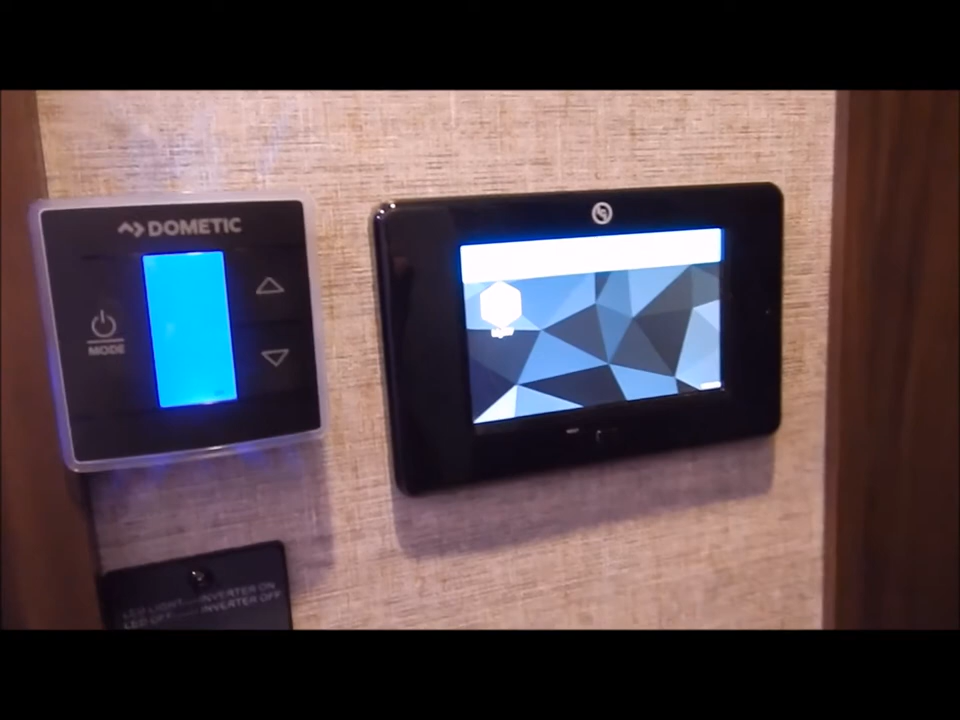 DOMETIC
MODE
LED LIGHT----INVERTER ON
LED OFF----INVERTER OFF